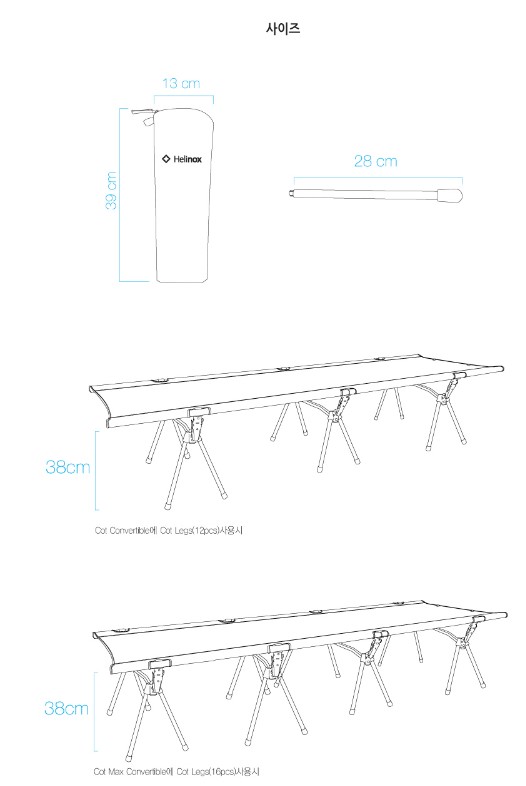 사이즈
13 cm
Helinox
39 cm
28 cm
38cm
Cot Convertible에 Cot Legs(12pcs)사용시
38cm
Cot Max Convertible에 Cot Legs(16pcs)사용시